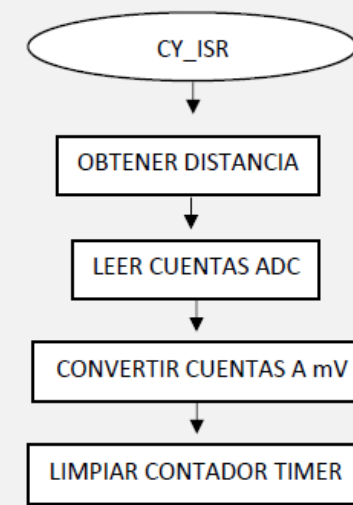 CY_ISR
OBTENER DISTANCIA
LEER CUENTAS ADC
CONVERTIR CUENTAS A mV
LIMPIAR CONTADOR TIMER